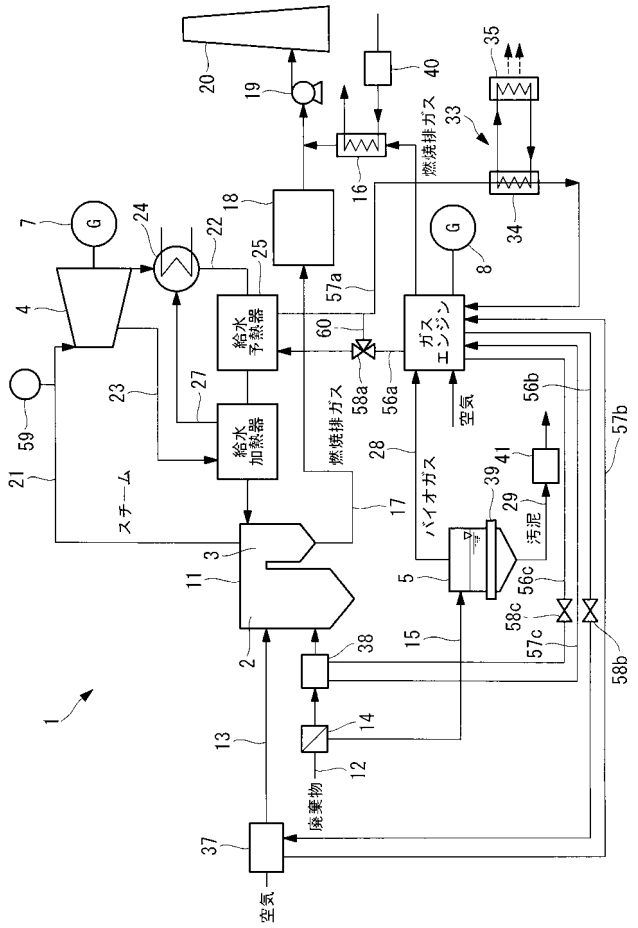 21
59
1
4
7
23
スチーム
24
37
13
11
27
22
20
2
3
給水
加熱器
給水
予熱器
25
18
19
空気
廃棄物
12
14
38
燃焼排ガス
58a
60
57a
16
40
17
28
56a
15
5
バイオガス
ガス
エンジン
燃焼排ガス
33
空気
8
34
35
39
29
41
汚泥
58c
57c
56c
56b
58b
57b